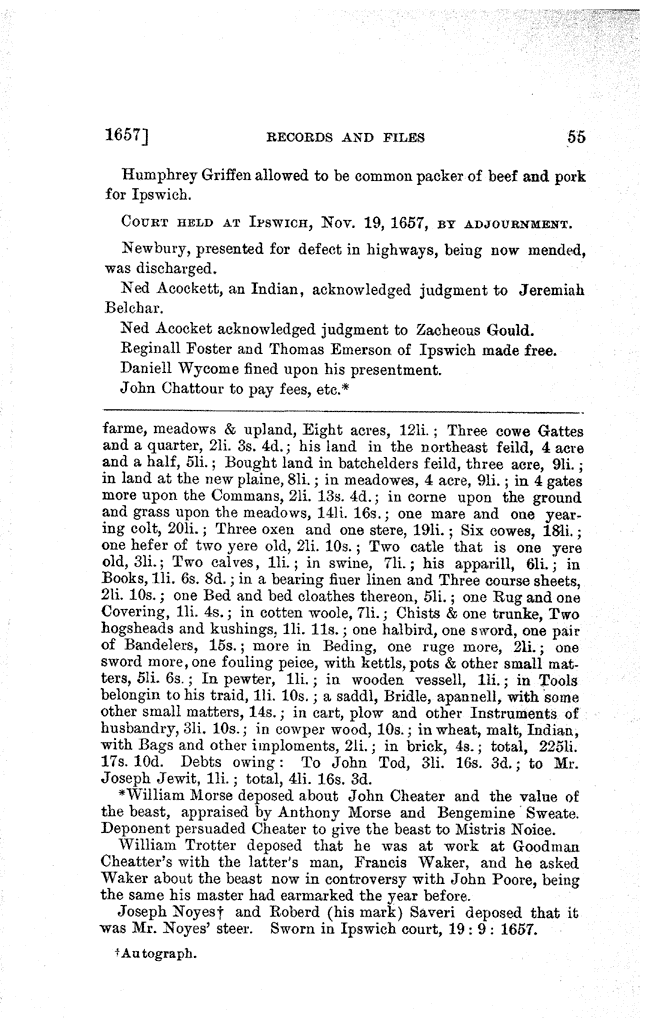 1657] RECORDS AND FILES 55
Humphrey Griffen allowed to be common packer of beef and pork
for Ipswich.
COURT HELD AT IPSWICH, NOV. 19, 1657, BY ADJOURNMENT.
Newbury, presented for defect in highways, being now mended,
was discharged.
Ned Acockett, an Indian, acknowledged judgment to Jeremiah
Belchar.
Ned Acocket acknowledged judgment to Zacheous Gould.
Reginall Foster and Thomas Emerson of Ipswich made free.
Daniell Wycome fined upon his presentment.
John Chattour to pay fees, etc.*
farme, meadows & upland, Eight acres, 12li.; Three cowe Gattes
and a quarter, 2li. 3s. 4d.; his land in the northeast feild, 4 acre
and a half, 5li.; Bought land in batchelders feild, three acre, 9li.;
in land at the new plaine, 8li.; in meadowes, 4 acre, 9li.; in 4 gates
more upon the Commans, 2li. 13s. 4d.; in corne upon the ground
and grass upon the meadows, 14li. 16s.; one mare and one year-
ing colt, 20li.; Three oxen and one stere, 19li.; Six cowes, 18li.;
one hefer of two yere old, 2li. 10s.; Two catle that is one yere
old, 3li.; Two calves, 1li.; in swine, 7li.; his apparill, 6li.; in
Books, 1li. 6s. 8d.; in a bearing finer linen and Three course sheets,
2li. 10s.; one Bed and bed cloathes thereon, 5li.; one Rug and one
Covering, 1li. 4s.; in cotten woole, 7li.; Chists & one trunke, Two
hogsheads and kushings, 1li. 11s.; one halbird, one sword, one pair
of Bandelers, 15s.; more in Beding, one ruge more, 2li.; one
sword more, one fouling peice, with kettls, pots & other small mat-
ters, 5li. 6s.; In pewter, 1li.; in wooden vessell, 1li.; in Tools
belongin to his traid, 1li. 10s.; a saddl, Bridle, apannell, with some
other small matters, 14s.; in cart, plow and other Instruments of
husbandry, 3li. 10s.; in cowper wood, 10s.; in wheat, malt, Indian,
with Bags and other imploments, 2li.; in brick, 4s.; total, 225li.
17s. 10d. Debts owing: To John Tod, 3li. 16s. 3d.; to Mr.
Joseph Jewit, 1li.; total, 4li. 16s. 3d.
*William Morse deposed about John Cheater and the value of
the beast, appraised by Anthony Morse and Bengemine Sweate.
Deponent persuaded Cheater to give the beast to Mistris Noice.
William Trotter deposed that he was at work at Goodman
Cheatter's with the latter's man, Francis Waker, and he asked
Waker about the beast now in controversy with John Poore, being
the same his master had earmarked the year before.
Joseph Noyes† and Roberd (his mark) Saveri deposed that it
was Mr. Noyes' steer. Sworn in Ipswich court, 19: 9: 1657.
†Autograph.